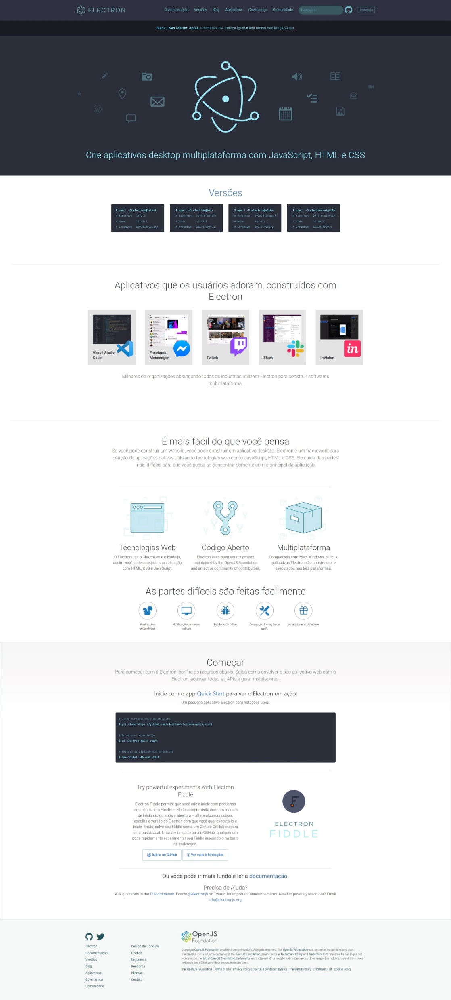 ELECTRON
Documentação Versões Blog Aplicativos Governança Comunidade Pesquisar Português
Black Lives Matter. Apoie a Iniciativa de Justiça Igual e leia nossa declaração aqui.
Crie aplicativos desktop multiplataforma com JavaScript, HTML e CSS
Versões
$ npm i -D electron@latest
# Electron 18.2.0
# Node 16.13.2
# Chromium 100.0.4896.143
$ npm i -D electron@beta
# Electron 19.0.0-beta.4
# Node 16.14.2
# Chromium 102.0.5005.27
$ npm i -D electron@alpha
# Electron 19.0.0-alpha.5
# Node 16.14.2
# Chromium 102.0.4989.0
$ npm i -D electron-nightly
# Electron 20.0.0-nightly.
# Node 16.14.2
# Chromium 102.0.4999.0
Aplicativos que os usuários adoram, construídos com
Electron
Visual Studio
Code
Facebook
Messenger
Twitch
Slack
in
InVision
Milhares de organizações abrangendo todas as indústrias utilizam Electron para construir softwares
multiplataforma.
É mais fácil do que você pensa
Se você pode construir um website, você pode construir um aplicativo desktop. Electron é um framework para
criação de aplicações nativas utilizando tecnologias web como JavaScript, HTML e CSS. Ele cuida das partes
mais difíceis para que você possa se concentrar somente com o principal da aplicação.
Tecnologias Web
O Electron usa o Chromium e o Node.js,
assim você pode construir sua aplicação
com HTML, CSS e JavaScript.
Código Aberto
Electron is an open source project
maintained by the OpenJS Foundation
and an active community of contributors.
Multiplataforma
Compatíveis com Mac, Windows, e Linux,
aplicativos Electron são construídos e
executados nas três plataformas.
As partes difíceis são feitas facilmente
Atualizações
automáticas
Notificações e menus
nativos
Relatório de falhas
Depuração & criação de
perfil
Instaladores do Windows
Começar
Para começar com o Electron, confira os recursos abaixo. Saiba como envolver o seu aplicativo web com o
Electron, acessar todas as APIs e gerar instaladores.
Inicie com o app Quick Start para ver o Electron em ação:
Um pequeno aplicativo Electron com notações úteis.
# Clone o repositório Quick Start
$ git clone https://github.com/electron/electron-quick-start
# Ir para o repositório
$ cd electron-quick-start
# Instale as dependências e execute
$ npm install && npm start
Try powerful experiments with Electron
Fiddle
Electron Fiddle permite que você crie e inicie com pequenas
experiências do Electron. Ele te cumprimenta com um modelo
de início rápido após a abertura – altere algumas coisas,
escolha a versão do Electron com que você quer executá-lo e
inicie. Então, salve seu Fiddle como um Gist do GitHub ou para
uma pasta local. Uma vez lançado para o GitHub, qualquer um
pode rapidamente experimentar seu Fiddle inserindo-o na barra
de endereços.
Baixar no GitHub Ver mais informações
ELECTRON
FIDDLE
Ou você pode ir mais fundo e ler a documentação.
Precisa de Ajuda?
Ask questions in the Discord server. Follow @electronjs on Twitter for important announcements. Need to privately reach out? Email
info@electronjs.org.
Electron
Documentação
Versões
Blog
Aplicativos
Governança
Comunidade
Código de Conduta
Licença
Segurança
Doadores
Idiomas
Contato
OpenJS
Foundation
Copyright OpenJS Foundation and Electron contributors. All rights reserved. The OpenJS Foundation has registered trademarks and uses
trademarks. For a list of trademarks of the OpenJS Foundation, please see our Trademark Policy and Trademark List. Trademarks and logos not
indicated on the list of OpenJS Foundation trademarks are trademarks™ or registered® trademarks of their respective holders. Use of them does
not imply any affiliation with or endorsement by them.
The OpenJS Foundation | Terms of Use | Privacy Policy | OpenJS Foundation Bylaws | Trademark Policy | Trademark List | Cookie Policy